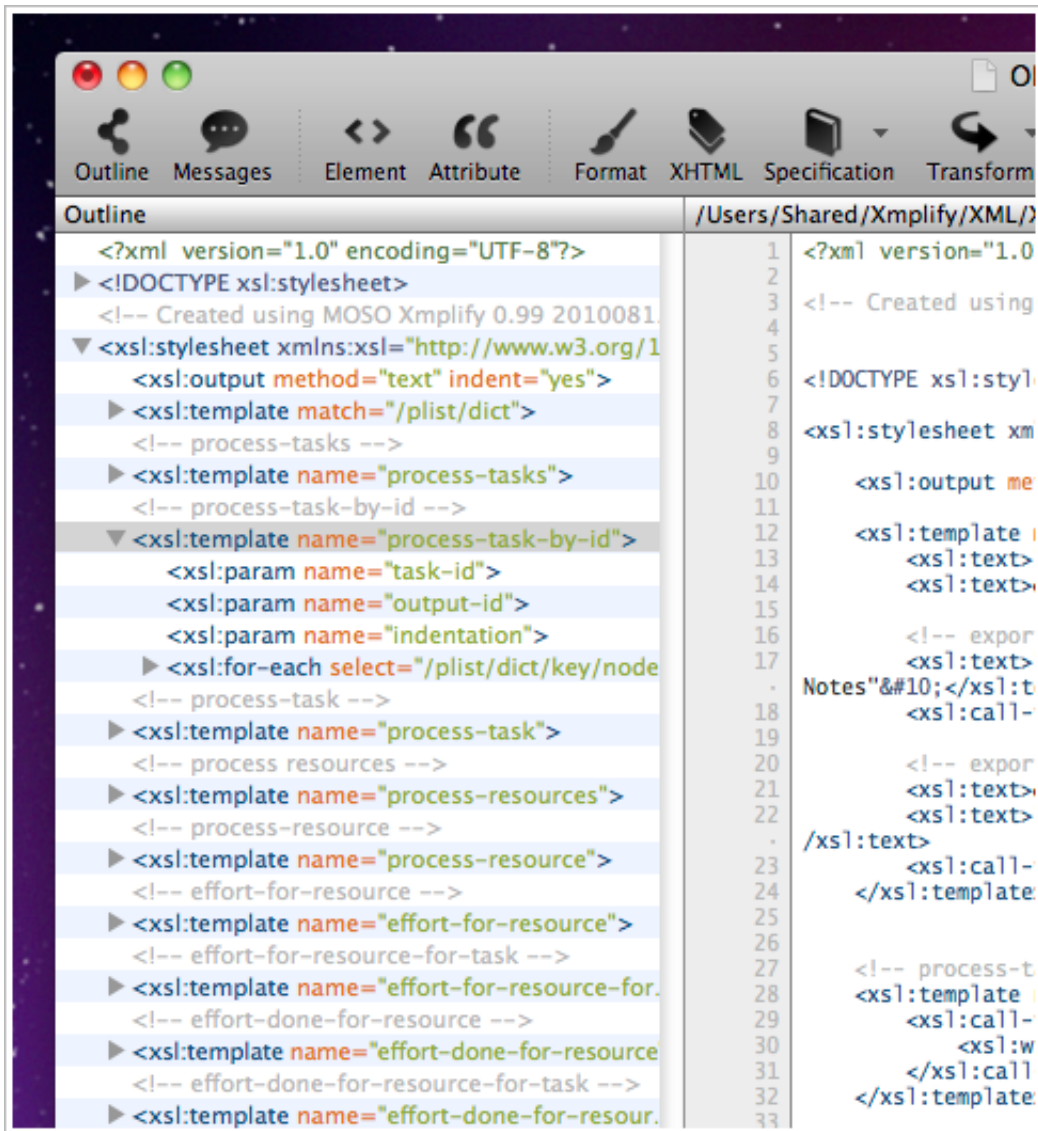 Ol
Outline Messages Element Attribute Format XHTML Specification Transform
Outline
<?xml version="1.0" encoding="UTF-8"?>
<!DOCTYPE xsl:stylesheet>
<!-- Created using MOSO Xmplify 0.99 2010081.
<xsl:stylesheet xmlns:xsl="http://www.w3.org/1
<xsl:output method="text" indent="yes">
<xsl:template match="/plist/dict">
<!-- process-tasks -->
<xsl:template name="process-tasks">
<!-- process-task-by-id -->
<xsl:template name="process-task-by-id">
<xsl:param name="task-id">
<xsl:param name="output-id">
<xsl:param name="indentation">
<xsl:for-each select="/plist/dict/key/node
<!-- process-task -->
<xsl:template name="process-task">
<!-- process resources -->
<xsl:template name="process-resources">
<!-- process-resource -->
<xsl:template name="process-resource">
<!-- effort-for-resource -->
<xsl:template name="effort-for-resource">
<!-- effort-for-resource-for-task -->
<xsl:template name="effort-for-resource-for.
<!-- effort-done-for-resource -->
<xsl:template name="effort-done-for-resource"
<!-- effort-done-for-resource-for-task -->
<xsl:template name="effort-done-for-resour.
/Users/Shared/Xmplify/XML/
1 <?xml version="1.0
2
3 <!-- Created using
4
5
6 <!DOCTYPE xsl:styl
7
8 <xsl:stylesheet xm
9
10 <xsl:output me
11
12 <xsl:template
13 <xsl:text>
14 <xsl:text>
15
16 <!-- expor
17 <xsl:text>
· Notes"&#10;</xsl:t
18 <xsl:call-
19
20 <!-- expor
21 <xsl:text>
22 <xsl:text>
· /xsl:text>
23 <xsl:call-
24 </xsl:template
25
26
27 <!-- process-t
28 <xsl:template
29 <xsl:call-
30 <xsl:w
31 </xsl:call
32 </xsl:template
33